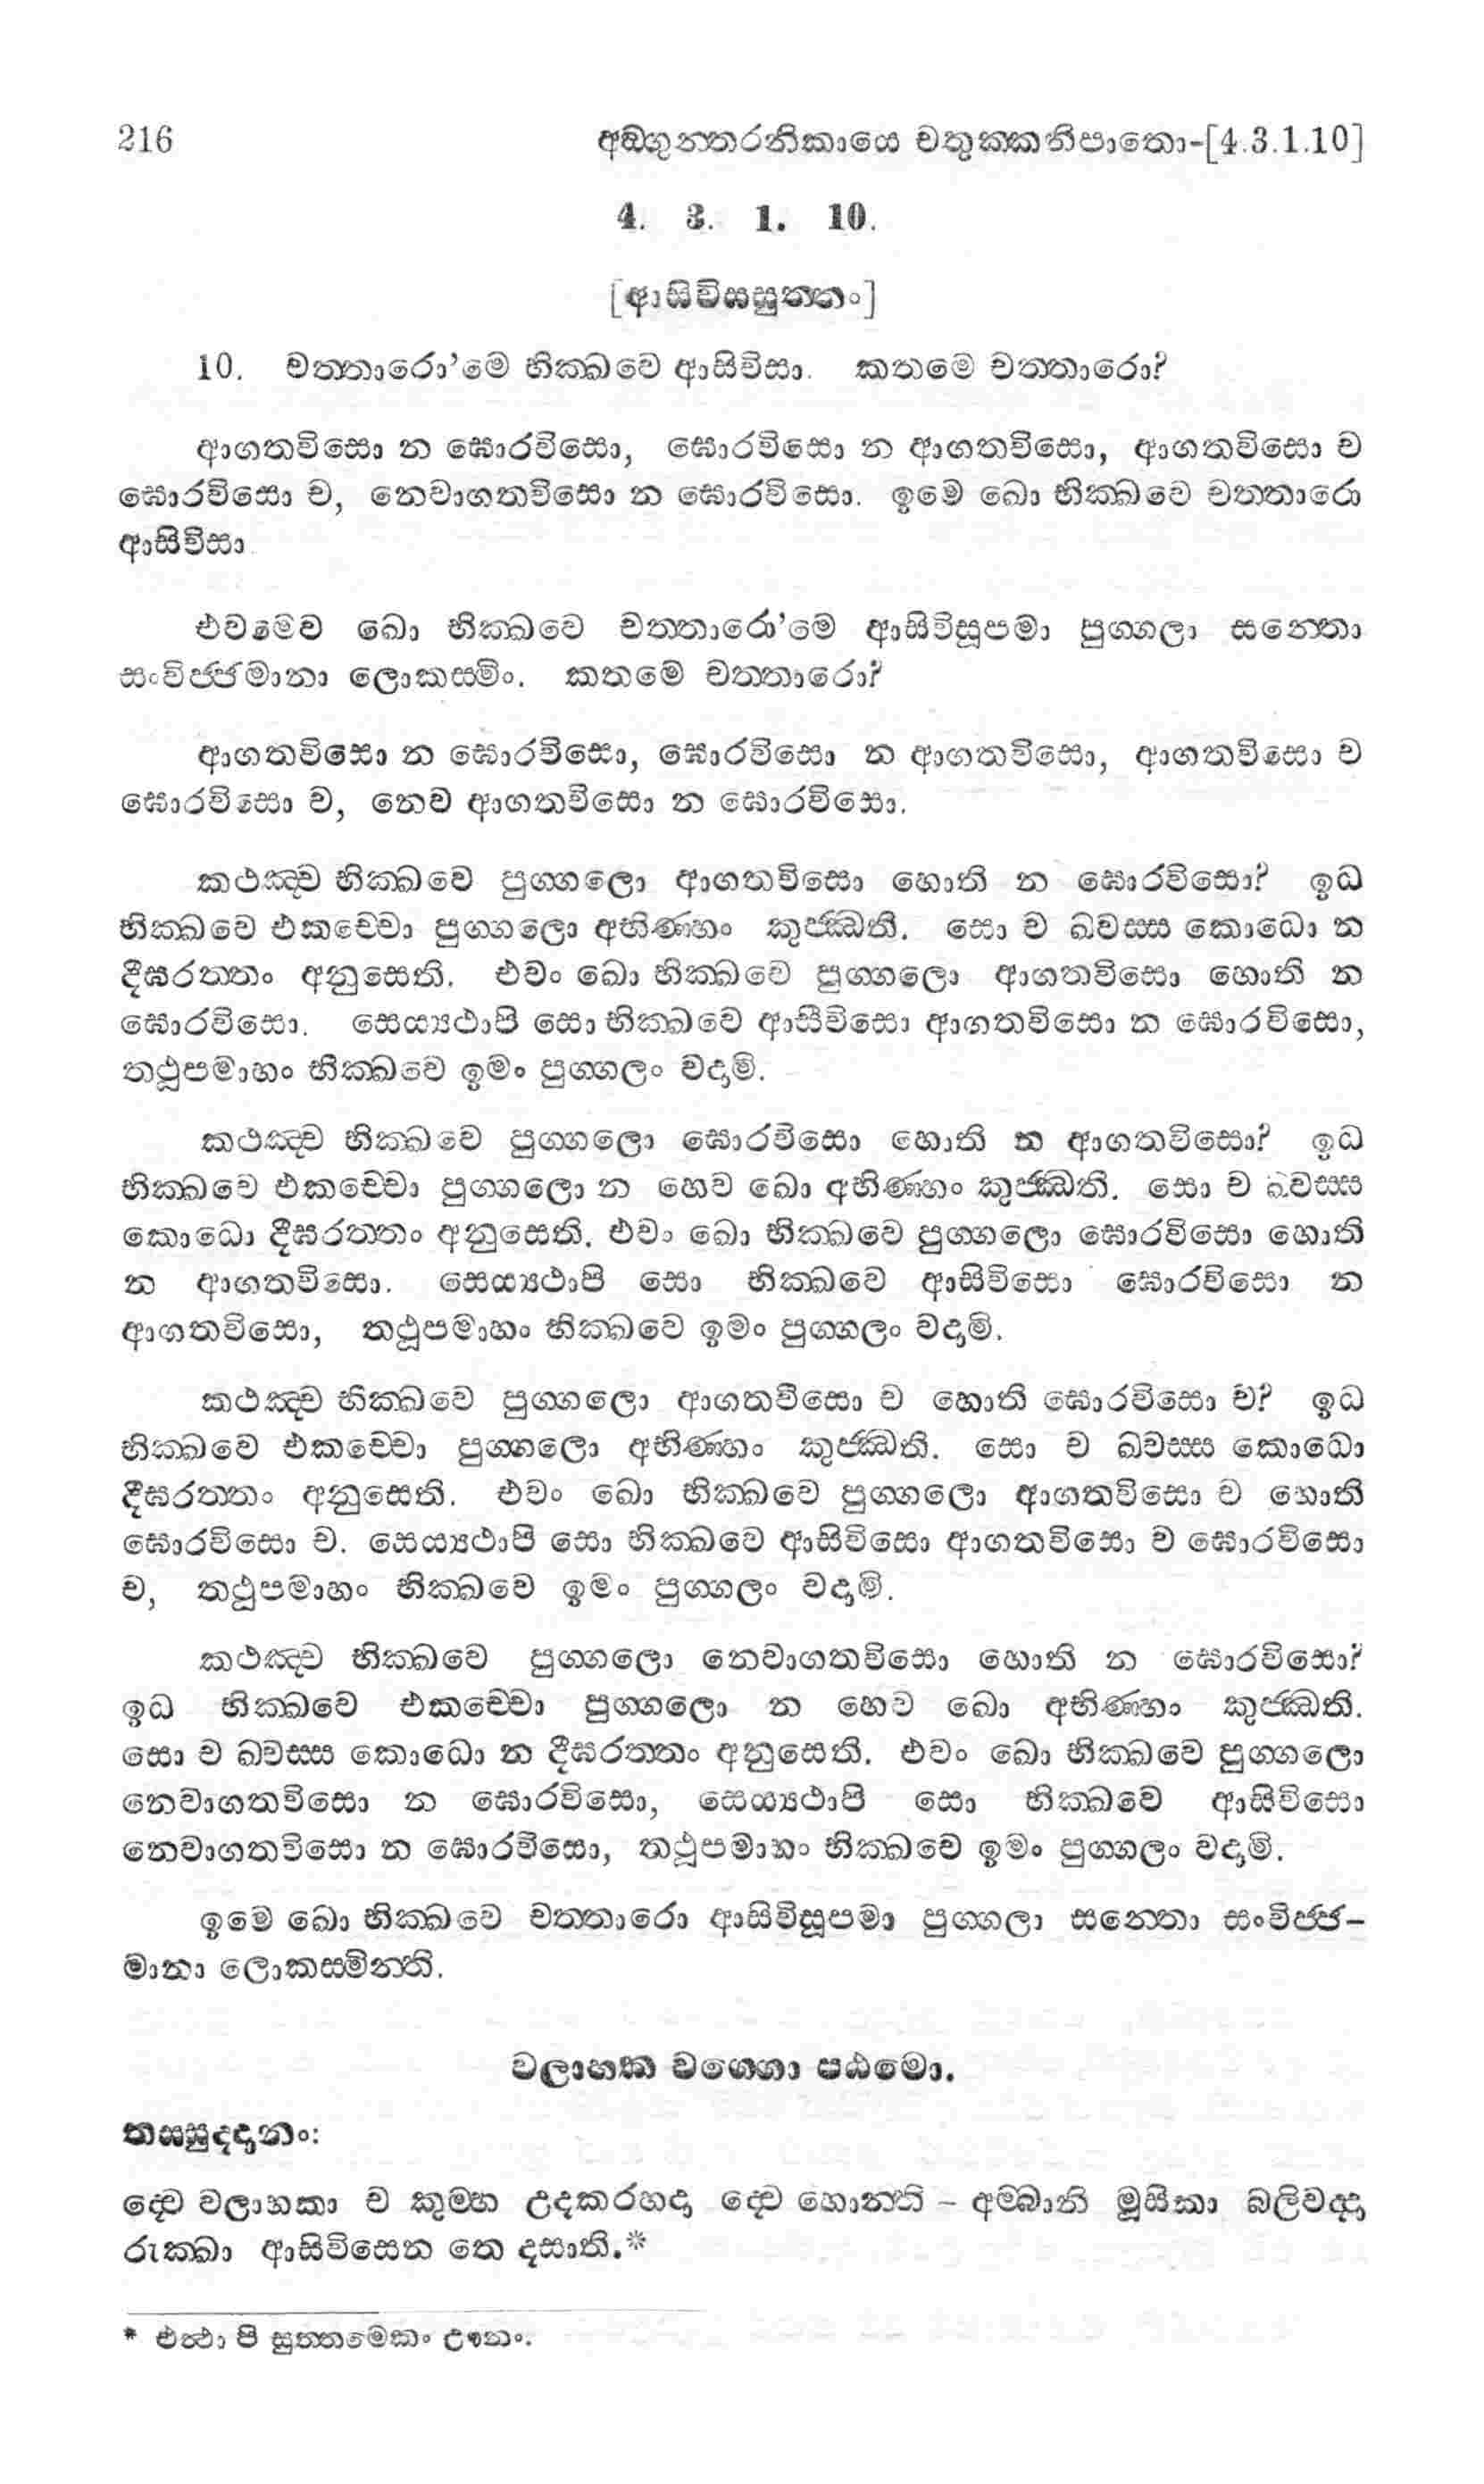 216 අඞ්ගුත්තරනිකායෙ චතුක්කනිපාතො-[4.3.1.10]
4. 3. 1. 10.
[ආසිවිසසුත්තං]
10. චත්තාරො’මෙ භික්ඛවෙ ආසිවිසා. කතමෙ චත්තාරො?
ආගතවිසො න ඝොරවිසො, ඝොරවිසො න ආගතවිසො, ආගතවිසො ච
ඝොරවිසො ච, නෙවාගතවිසො න ඝොරවිසො. ඉමෙ ඛො භික්ඛවෙ චත්තාරො
ආසිවිසා
එවමෙව ඛො භික්ඛවෙ චත්තාරො’මෙ ආසිවිසූපමා පුග්ගලා සන්තො
සංවිජ්ජමානා ලොකස්මිං. කතමෙ චත්තාරො?
ආගතවිසො න ඝොරවිසො, ඝොරවිසො න ආගතවිසො, ආගතවිසො ච
ඝොරවිසො ච, නෙව ආගතවිසො න ඝොරවිසො.
කථඤ්ච භික්ඛවෙ පුග්ගලො ආගතවිසො හොති න ඝොරවිසො? ඉධ
භික්ඛවෙ එකච්චො පුග්ගලො අභිණ්හං කුජ්ඣති. සො ච ඛ්වස්ස කොධො න
දීඝරත්තං අනුසෙති. එවං ඛො භික්ඛවෙ පුග්ගලො ආගතවිසො හොති න
ඝොරවිසො. සෙය්‍යථාපි සො භික්ඛවෙ ආසිවිසො ආගතවිසො න ඝොරවිසො,
තථූපමාහං භික්ඛවෙ ඉමං පුග්ගලං වදාමි.
කථඤ්ච භික්ඛවෙ පුග්ගලො ඝොරවිසො හොති න ආගතවිසො? ඉධ
භික්ඛවෙ එකච්චො පුග්ගලො න හෙව ඛො අභිණ්හං කුජ්ඣති. සො ච ඛ්වස්ස
කොධො දීඝරත්තං අනුසෙති. එවං ඛො භික්ඛවෙ පුග්ගලො ඝොරවිසො හොති
න ආගතවිසො. සෙය්‍යථාපි සො භික්ඛවෙ ආසිවිසො ඝොරවිසො න
ආගතවිසො, තථූපමාහං භික්ඛවෙ ඉමං පුග්ගලං වදාමි.
කථඤ්ච භික්ඛවෙ පුග්ගලො ආගතවිසො ච හොති ඝොරවිසො ච? ඉධ
භික්ඛවෙ එකච්චො පුග්ගලො අභිණ්හං කුජ්ඣති. සො ච ඛ්වස්ස කොධො
දීඝරත්තං අනුසෙති. එවං ඛො භික්ඛවෙ පුග්ගලො ආගතවිසො ච හොති
ඝොරවිසො ච. සෙය්‍යථාපි සො භික්ඛවෙ ආසිවිසො ආගතවිසො ච ඝොරවිසො
ච, තථූපමාහං භික්ඛවෙ ඉමං පුග්ගලං වදාමි.
කථඤ්ච භික්ඛවෙ පුග්ගලො නෙවාගතවිසො හොති න ඝොරවිසො?
ඉධ භික්ඛවෙ එකච්චො පුග්ගලො න හෙව ඛො අභිණ්හං කුජ්ඣති.
සො ච ඛ්වස්ස කොධො න දීඝරත්තං අනුසෙති. එවං ඛො භික්ඛවෙ පුග්ගලො
නෙවාගතවිසො න ඝොරවිසො, සෙය්‍යථාපි සො භික්ඛවෙ ආසිවිසො
නෙවාගතවිසො න ඝොරවිසො, තථූපමාහං භික්ඛවෙ ඉමං පුග්ගලං වදාමි.
ඉමෙ ඛො භික්ඛවෙ චත්තාරො ආසිවිසූපමා පුග්ගලා සන්තො සංවිජ්ජ-
මානා ලොකස්මින්ති.
වලාහක වග්ගො පඨමො.
තස්සුද්දානං:
ද්වෙ වලාහකා ච කුම්භ උදකරහදා ද්වෙ හොන්ති - අම්බානි මූසිකා බලිවද්දා
රුක්ඛා ආසිවිසෙන තෙ දසාති.*
* එත්ථා පි සුත්තමෙකං ඌනං.